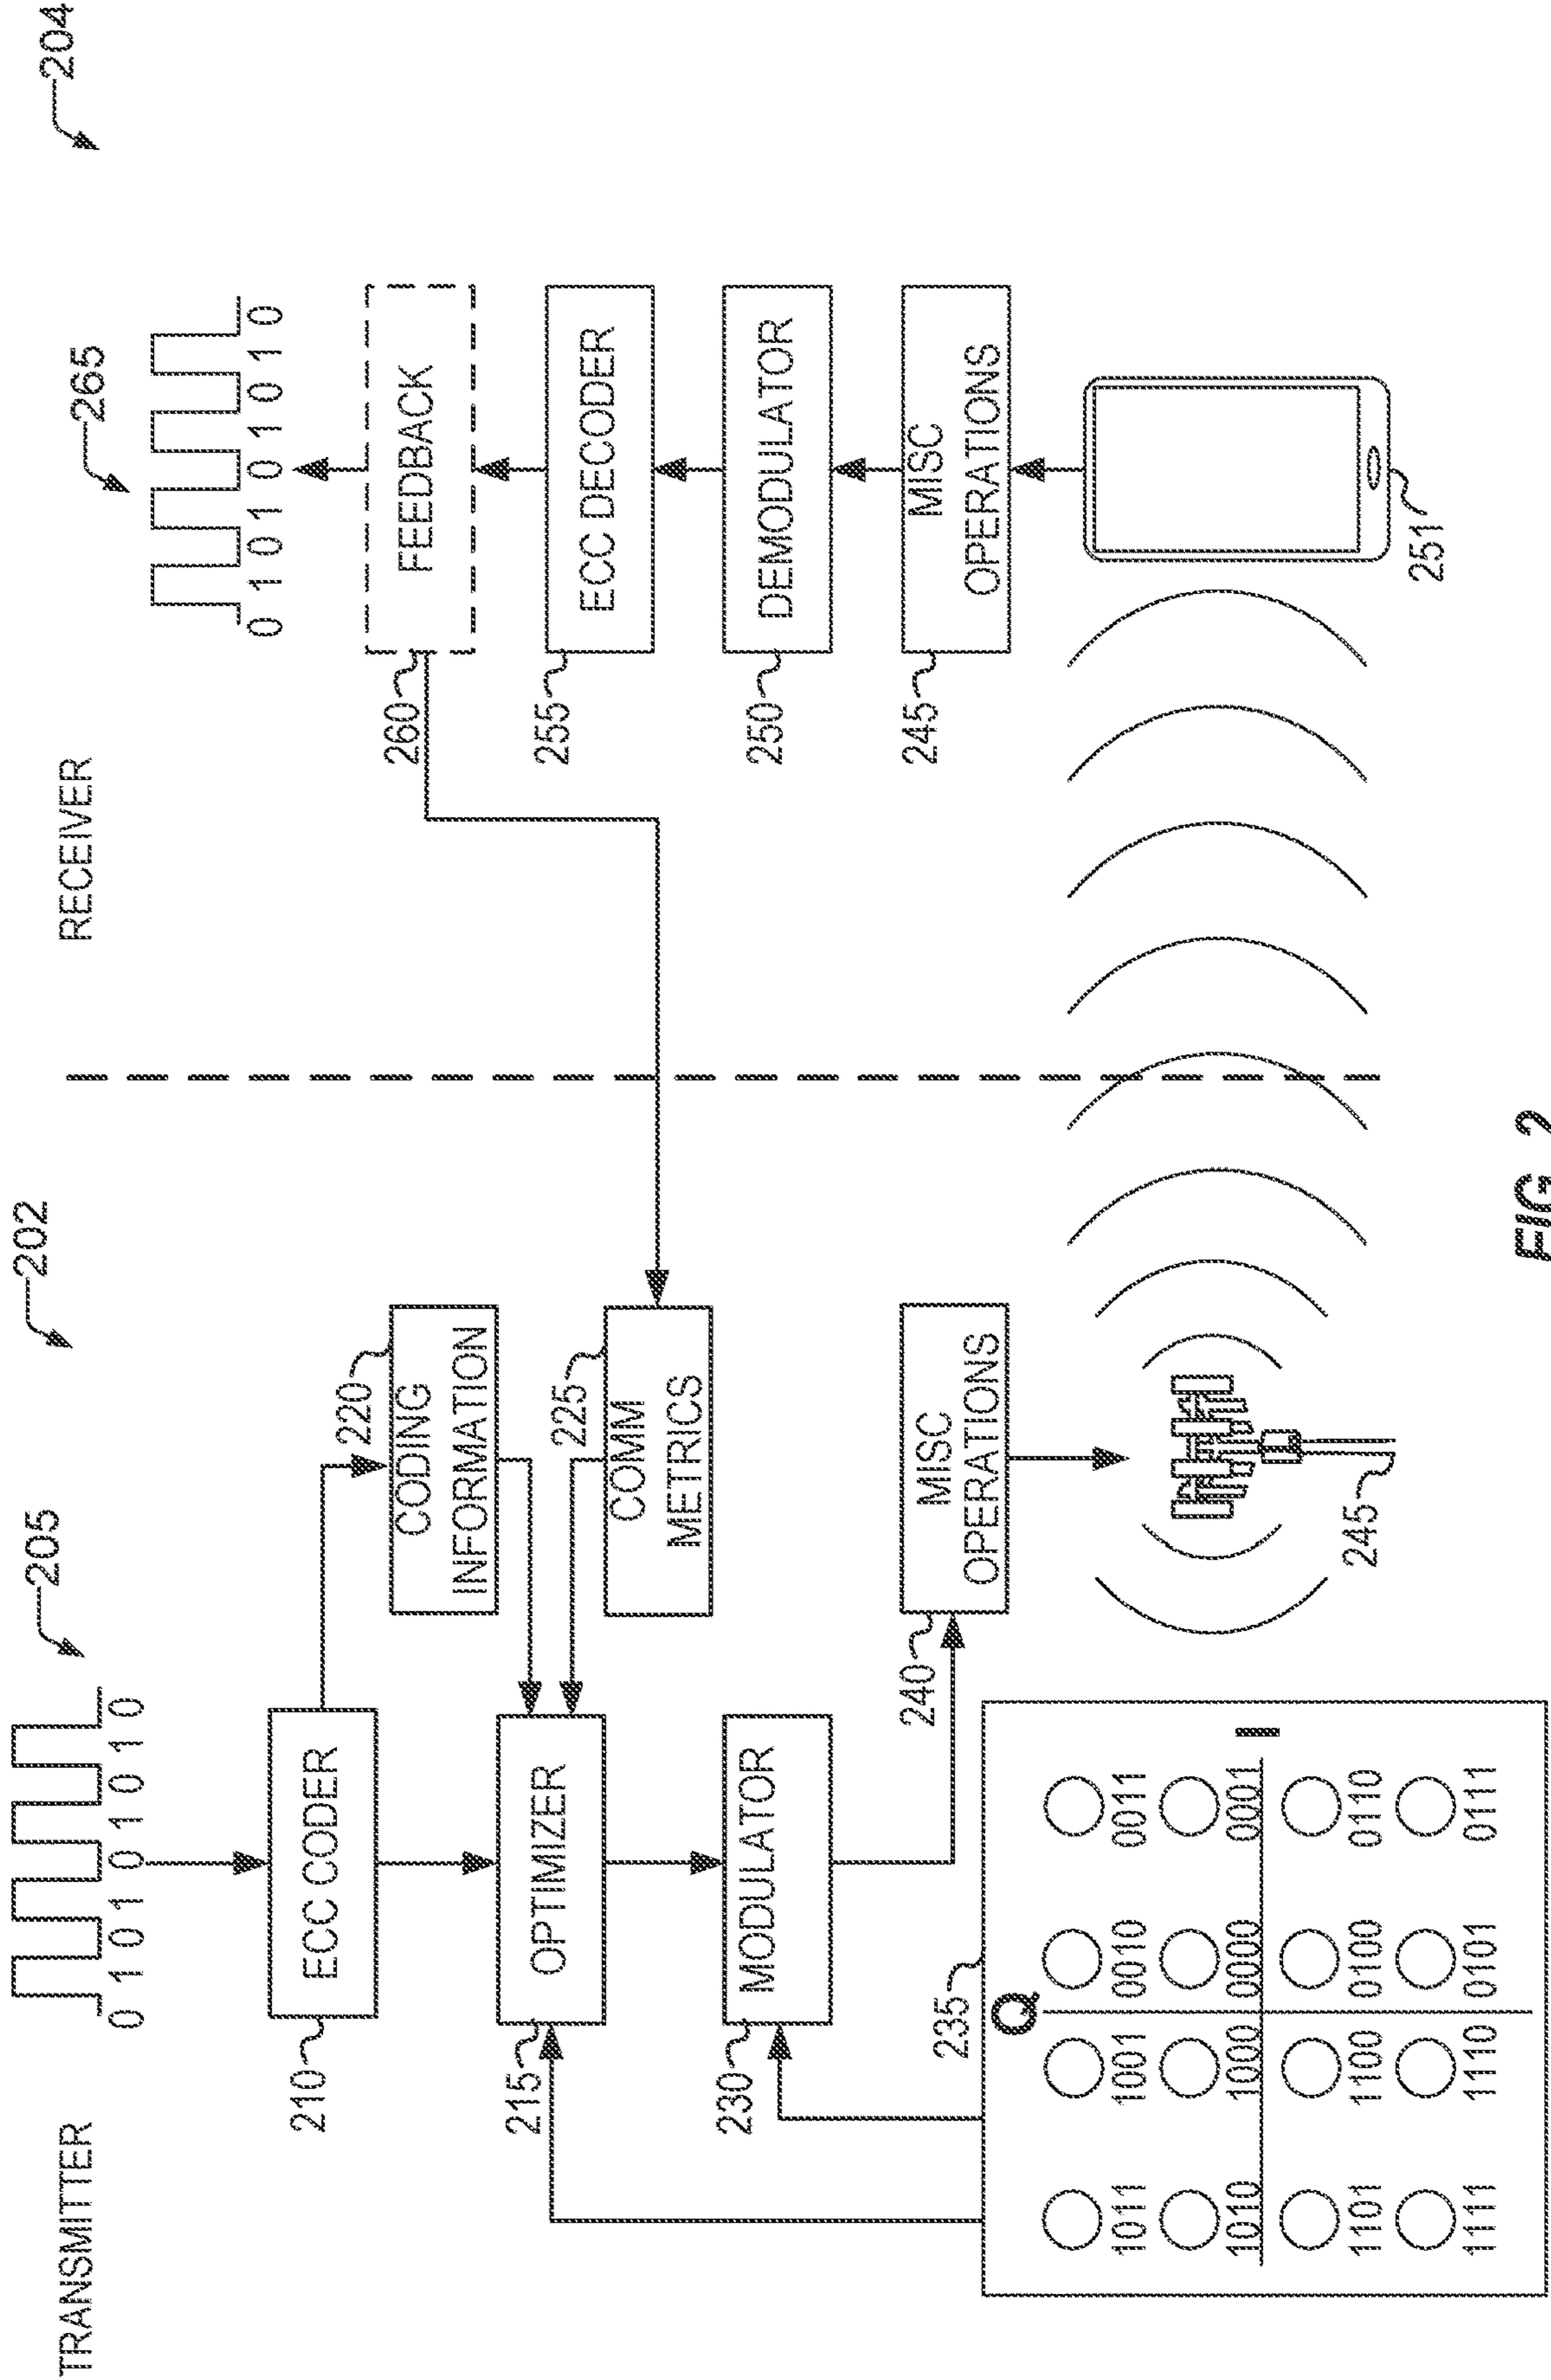 TRANSMITTER
205
202
0 1 0 1 0 1 0 1 0
210
ECC CODER
220
CODING
INFORMATION
215
OPTIMIZER
225
COMM
METRICS
230
MODULATOR
240
MISC
OPERATIONS
235
Q
I
1011 1001 0010 0011
1010 1000 0000 0001
1101 1100 0100 0110
1111 1110 0101 0111
245
RECEIVER
204
265
0 1 0 1 0 1 0 1 0
260
FEEDBACK
255
ECC DECODER
250
DEMODULATOR
245
MISC
OPERATIONS
251
FIG. 2